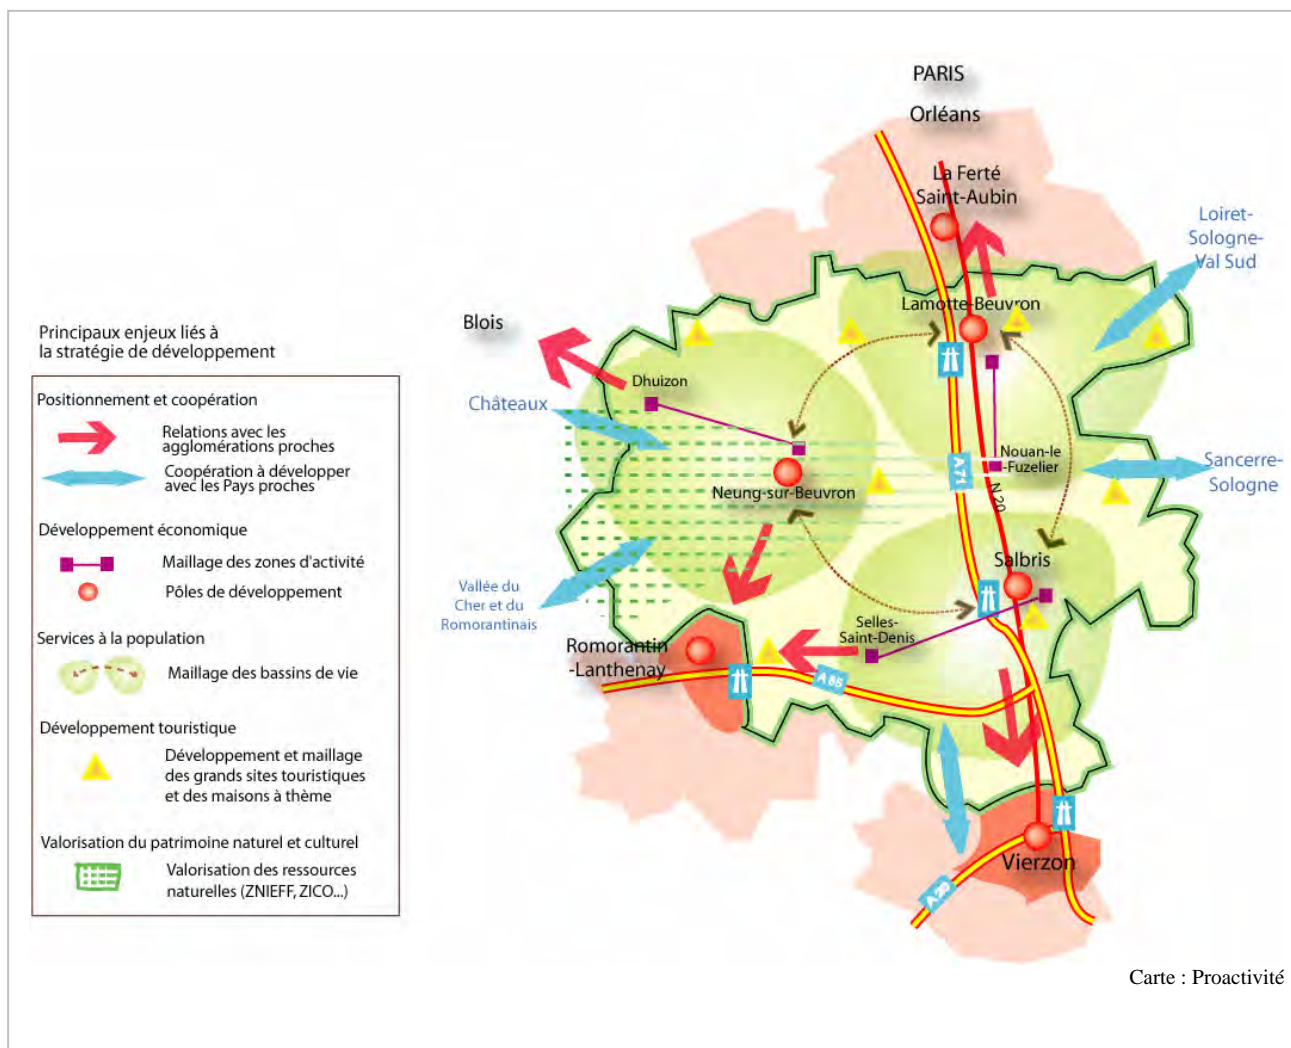 PARIS
Orléans
La Ferté
Saint-Aubin
Loiret-
Sologne-
Val Sud
Lamotte-Beuvron
Blois
Principaux enjeux liés à
la stratégie de développement
Dhuizon
Châteaux
Positionnement et coopération
Relations avec les
agglomérations proches
Coopération à développer
avec les Pays proches
Nouan-le
-Fuzelier
A 71
N 20
Sancerre-
Sologne
Neung-sur-Beuvron
Développement économique
Maillage des zones d'activité
Pôles de développement
Salbris
Vallée du
Cher et du
Romorantinais
Selles-
Saint-Denis
Services à la population
Maillage des bassins de vie
Romorantin
-Lanthenay
A 85
Développement touristique
Développement et maillage
des grands sites touristiques
et des maisons à thème
Valorisation du patrimoine naturel et culturel
Valorisation des ressources
naturelles (ZNIEFF, ZICO...)
Vierzon
A 20
Carte : Proactivité